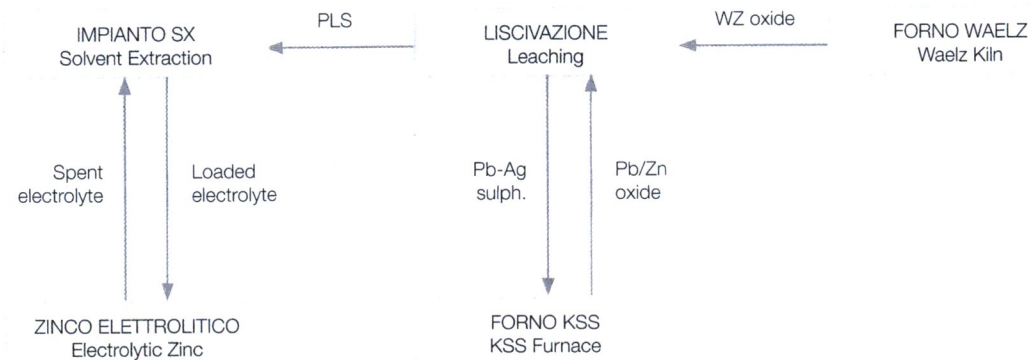 IMPIANTO SX
Solvent Extraction
PLS
LISCIVAZIONE
Leaching
WZ oxide
FORNO WAELZ
Waelz Kiln
Spent
electrolyte
Loaded
electrolyte
Pb-Ag
sulph.
Pb/Zn
oxide
ZINCO ELETTROLITICO
Electrolytic Zinc
FORNO KSS
KSS Furnace